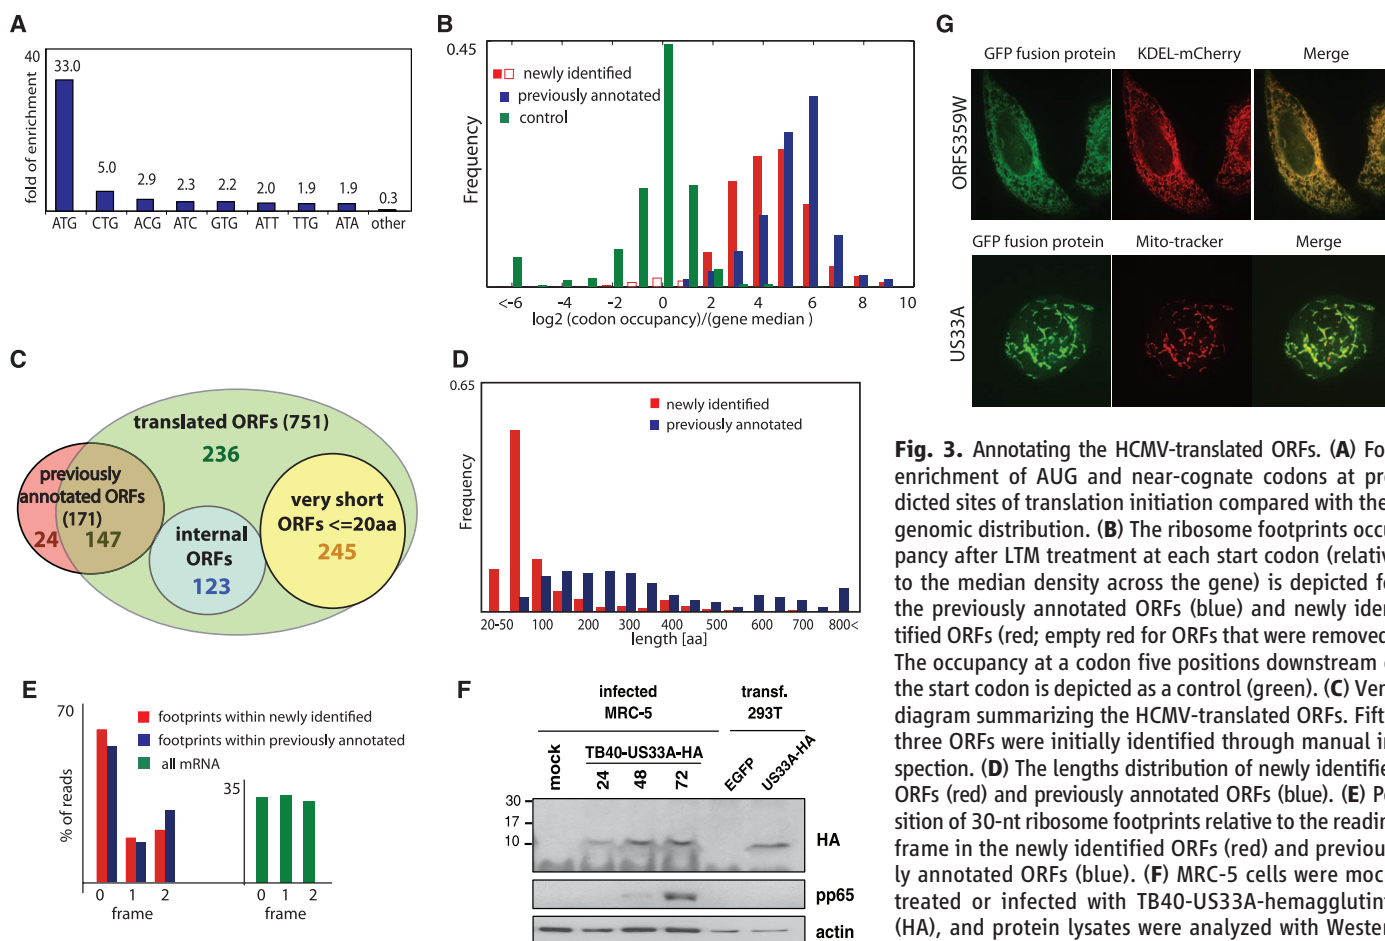 A
40
fold of enrichment
33.0
5.0
2.9
2.3
2.2
2.0
1.9
1.9
0.3
ATG CTG ACG ATC GTG ATT TTG ATA other
B
0.45
Frequency
newly identified
previously annotated
control
<-6 -4 -2 0 2 4 6 8 10
log2 (codon occupancy)/(gene median )
C
translated ORFs (751)
236
previously
annotated ORFs
(171)
24 147
internal
ORFs
123
very short
ORFs <=20aa
245
D
0.65
Frequency
newly identified
previously annotated
20-50 100 200 300 400 500 600 700 800<
length [aa]
E
70
% of reads
footprints within newly identified
footprints within previously annotated
all mRNA
35
0 1 2
frame
0 1 2
frame
F
infected
MRC-5
transf.
293T
mock
TB40-US33A-HA
24 48 72
EGFP
US33A-HA
30
17
10
HA
pp65
actin
G
GFP fusion protein KDEL-mCherry Merge
ORFS359W
GFP fusion protein Mito-tracker Merge
US33A
Fig. 3. Annotating the HCMV-translated ORFs. (A) Fo
enrichment of AUG and near-cognate codons at pre
dicted sites of translation initiation compared with the
genomic distribution. (B) The ribosome footprints occu
pancy after LTM treatment at each start codon (relativ
to the median density across the gene) is depicted fo
the previously annotated ORFs (blue) and newly iden
tified ORFs (red; empty red for ORFs that were removed
The occupancy at a codon five positions downstream o
the start codon is depicted as a control (green). (C) Ven
diagram summarizing the HCMV-translated ORFs. Fift
three ORFs were initially identified through manual in
spection. (D) The lengths distribution of newly identifie
ORFs (red) and previously annotated ORFs (blue). (E) Po
sition of 30-nt ribosome footprints relative to the readin
frame in the newly identified ORFs (red) and previous
ly annotated ORFs (blue). (F) MRC-5 cells were mock
treated or infected with TB40-US33A-hemagglutin
(HA), and protein lysates were analyzed with Wester